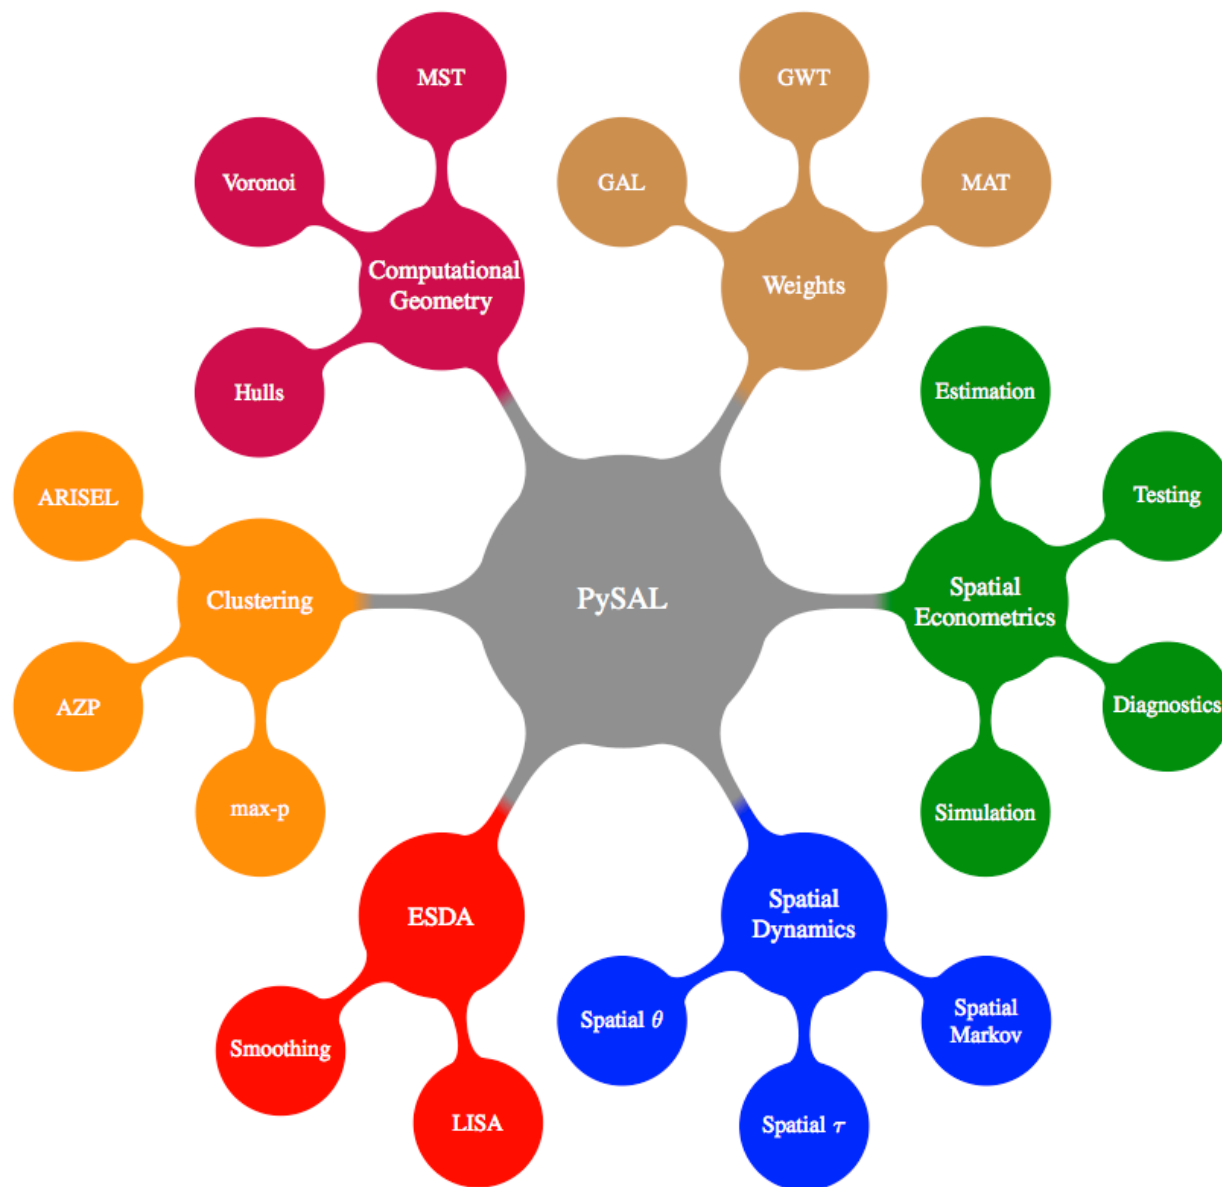 MST
Voronoi
Computational
Geometry
Hulls
GWT
GAL
MAT
Weights
Estimation
Testing
Spatial
Econometrics
Diagnostics
Simulation
PySAL
ARISEL
Clustering
AZP
max-p
ESDA
Smoothing
LISA
Spatial
Dynamics
Spatial θ
Spatial
Markov
Spatial τ